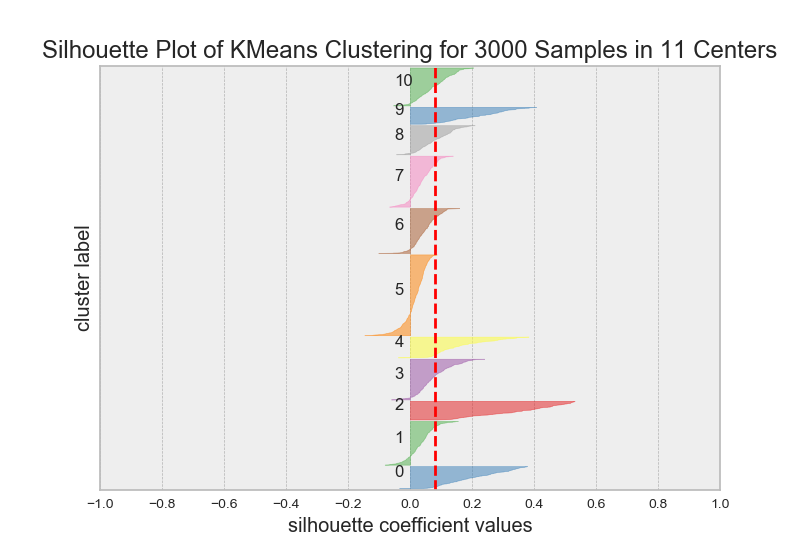 Silhouette Plot of KMeans Clustering for 3000 Samples in 11 Centers
10
9
8
7
6
5
4
3
2
1
0
cluster label
−1.0 −0.8 −0.6 −0.4 −0.2 0.0 0.2 0.4 0.6 0.8 1.0
silhouette coefficient values